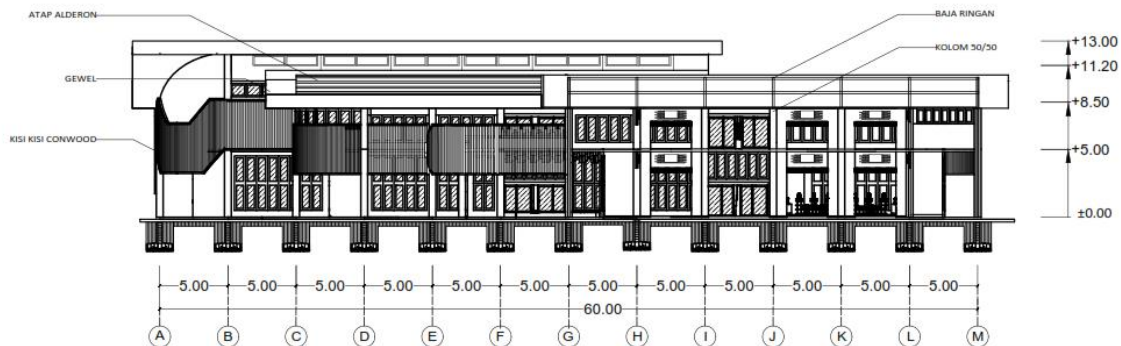 ATAP ALDERON
BAJA RINGAN
KOLOM 50/50
GEWEL
KISI KISI CONWOOD
+13.00
+11.20
+8.50
+5.00
±0.00
5.00 5.00 5.00 5.00 5.00 5.00 5.00 5.00 5.00 5.00 5.00 5.00
60.00
A B C D E F G H I J K L M